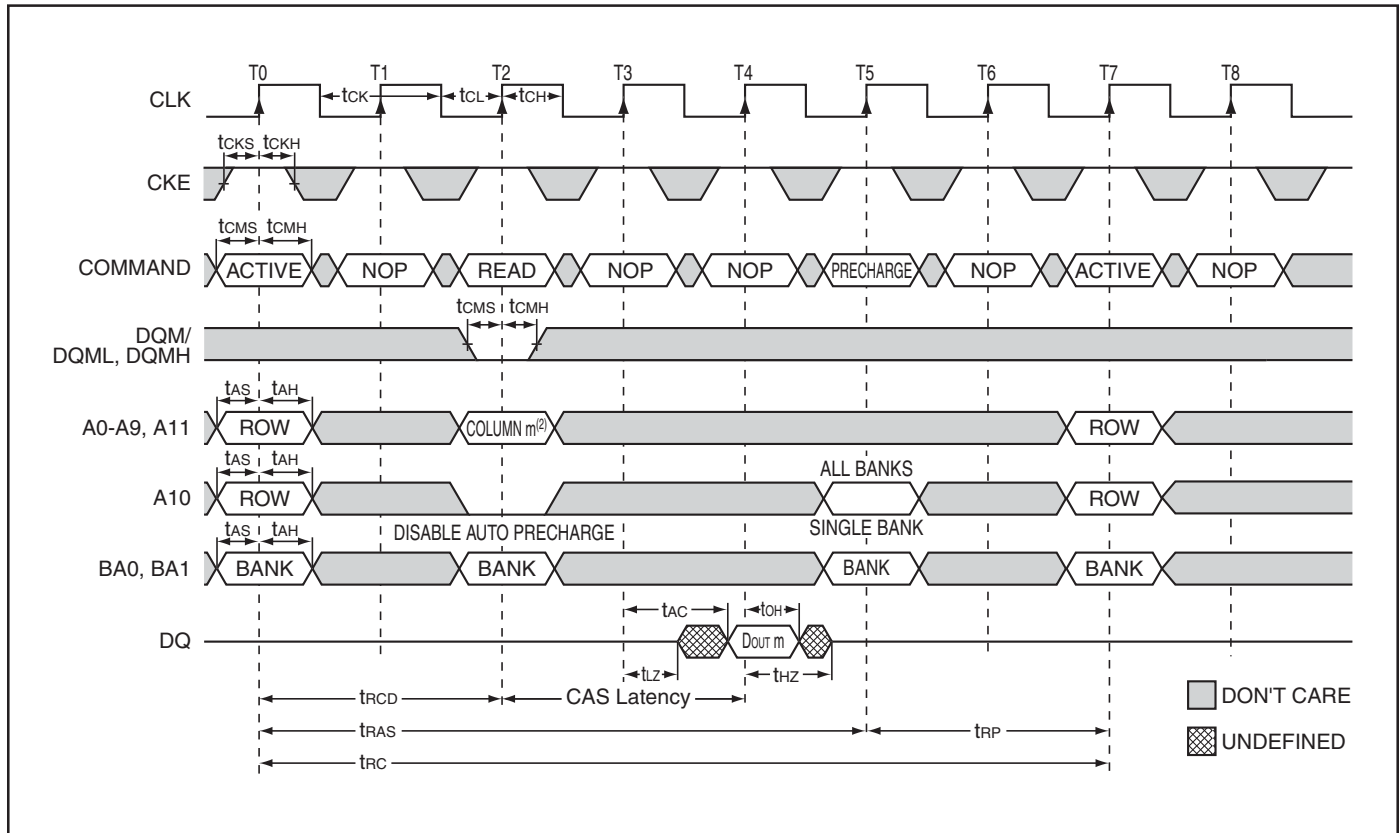 T0 T1 T2 T3 T4 T5 T6 T7 T8
CLK tCK tCL tCH
tCKS tCKH
CKE
tCMS tCMH
COMMAND ACTIVE NOP READ NOP NOP PRECHARGE NOP ACTIVE NOP
tCMS tCMH
DQM/
DQML, DQMH
tAS tAH
A0-A9, A11 ROW COLUMN m(2) ROW
tAS tAH ALL BANKS
A10 ROW ROW
DISABLE AUTO PRECHARGE SINGLE BANK
tAS tAH
BA0, BA1 BANK BANK BANK BANK
tAC tOH
DQ DOUT m
tLZ tHZ
tRCD CAS Latency
DON'T CARE
tRAS tRP
UNDEFINED
tRC